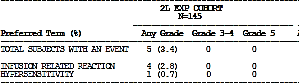 2L EXP COHORT
N=145
Preferred Term (%) Any Grade Grade 3-4 Grade 5
TOTAL SUBJECTS WITH AN EVENT 5 (3.4) 0 0
INFUSION RELATED REACTION 4 (2.8) 0 0
HYPERSENSITIVITY 1 (0.7) 0 0